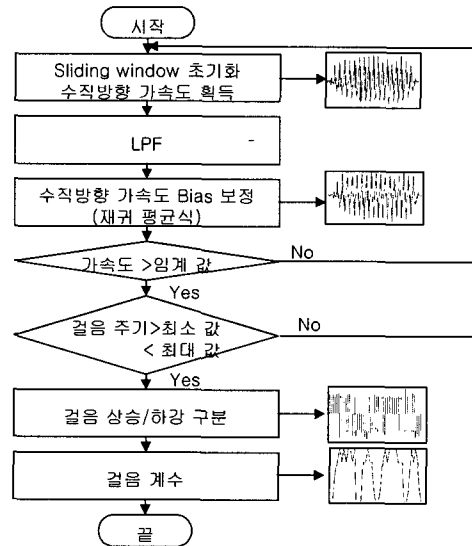 시작
Sliding window 초기화
수직방향 가속도 획득
LPF
수직방향 가속도 Bias 보정
(재귀 평균식)
가속도 >임계 값
No
Yes
걸음 주기>최소 값
< 최대 값
No
Yes
걸음 상승/하강 구분
걸음 계수
끝